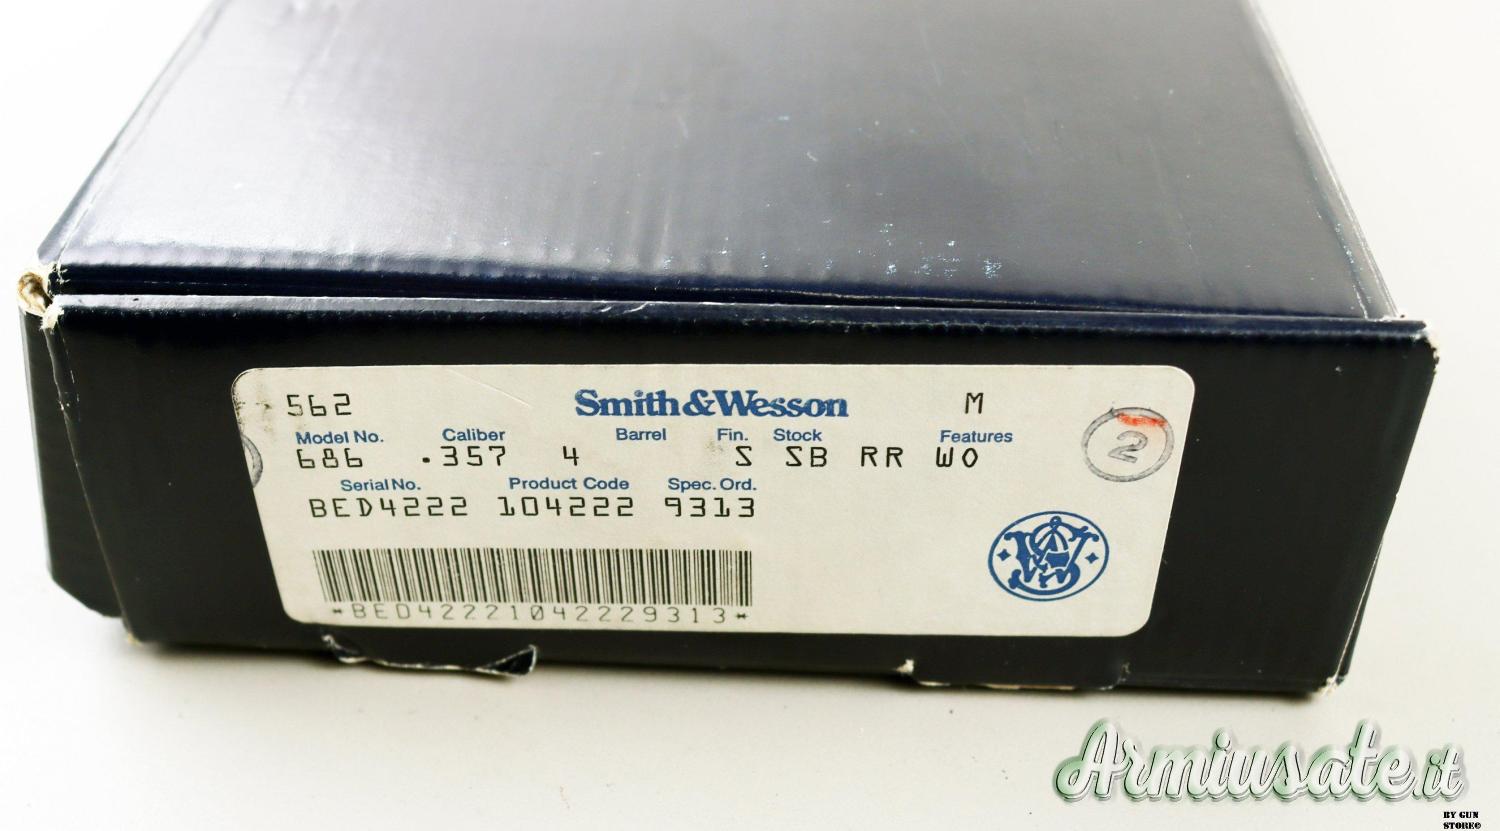 562 Smith & Wesson M
Model No. Caliber Barrel Fin. Stock Features
686 .357 4 S SB RR WO
2
Serial No. Product Code Spec. Ord.
BED4222 104222 9313
*BED42221042229313*
Armiusate.it
BY GUN
STORE©